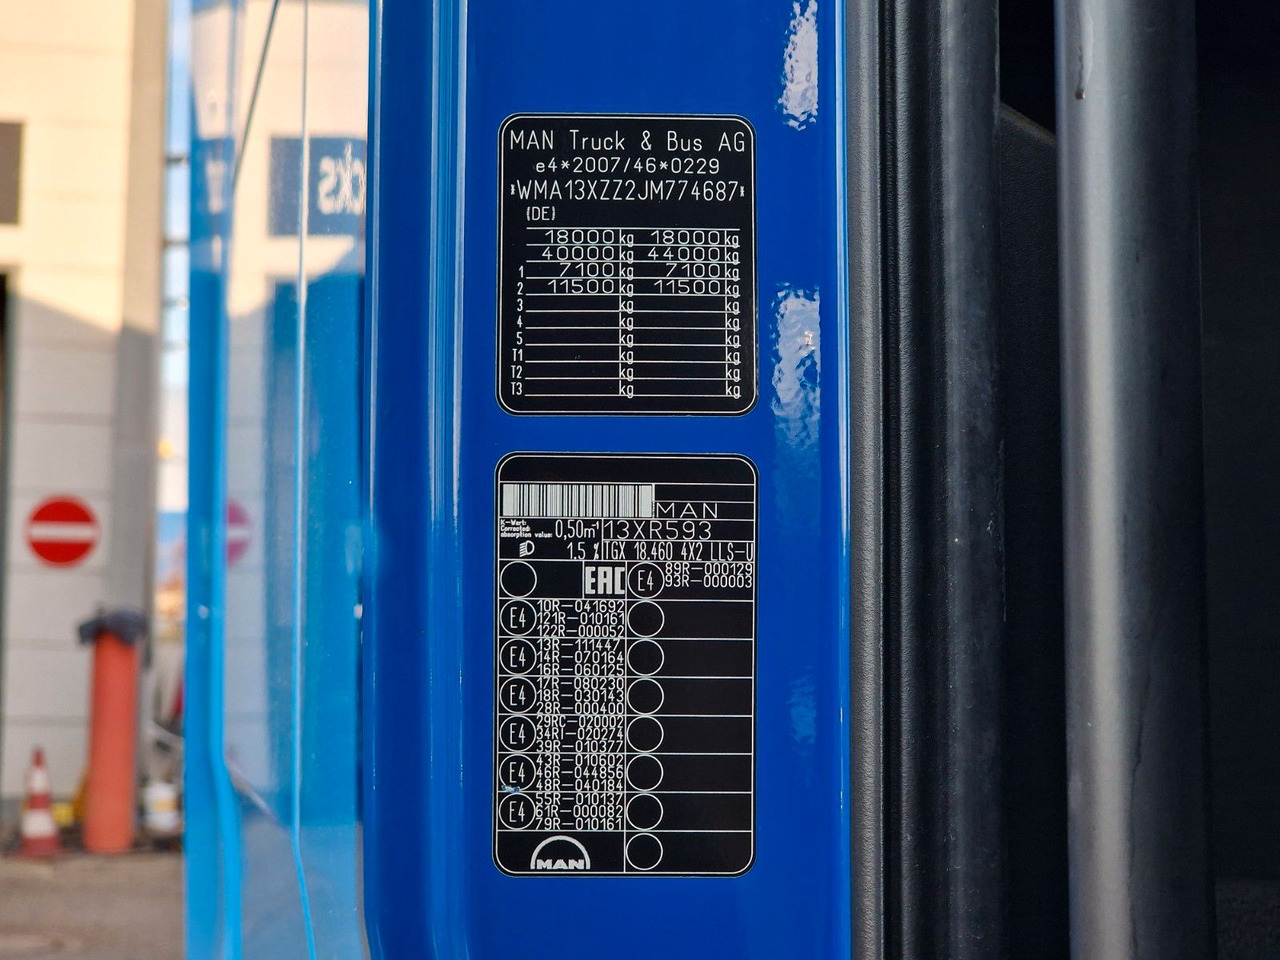 MAN Truck & Bus AG
e4*2007/46*0229
*WMA13XZZ2JM774687*
(DE)
18000 kg 18000 kg
40000 kg 44000 kg
1 7100 kg 7100 kg
2 11500 kg 11500 kg
3 kg kg
4 kg kg
5 kg kg
T1 kg kg
T2 kg kg
T3 kg kg
MAN
K-Wert:
Corrected
absorption value: 0,50m⁻¹
13XR593
1.5 %
TGX 18.460 4X2 LLS-U
EAC
E4 89R-000129
93R-000003
E4 10R-041692
121R-010161
122R-000052
E4 13R-111447
14R-070164
16R-060125
E4 17R-080230
18R-030143
28R-000400
E4 29RC-020002
34RT-020274
39R-010377
E4 43R-010602
46R-044856
48R-040184
E4 55R-010137
61R-000082
79R-010161
MAN